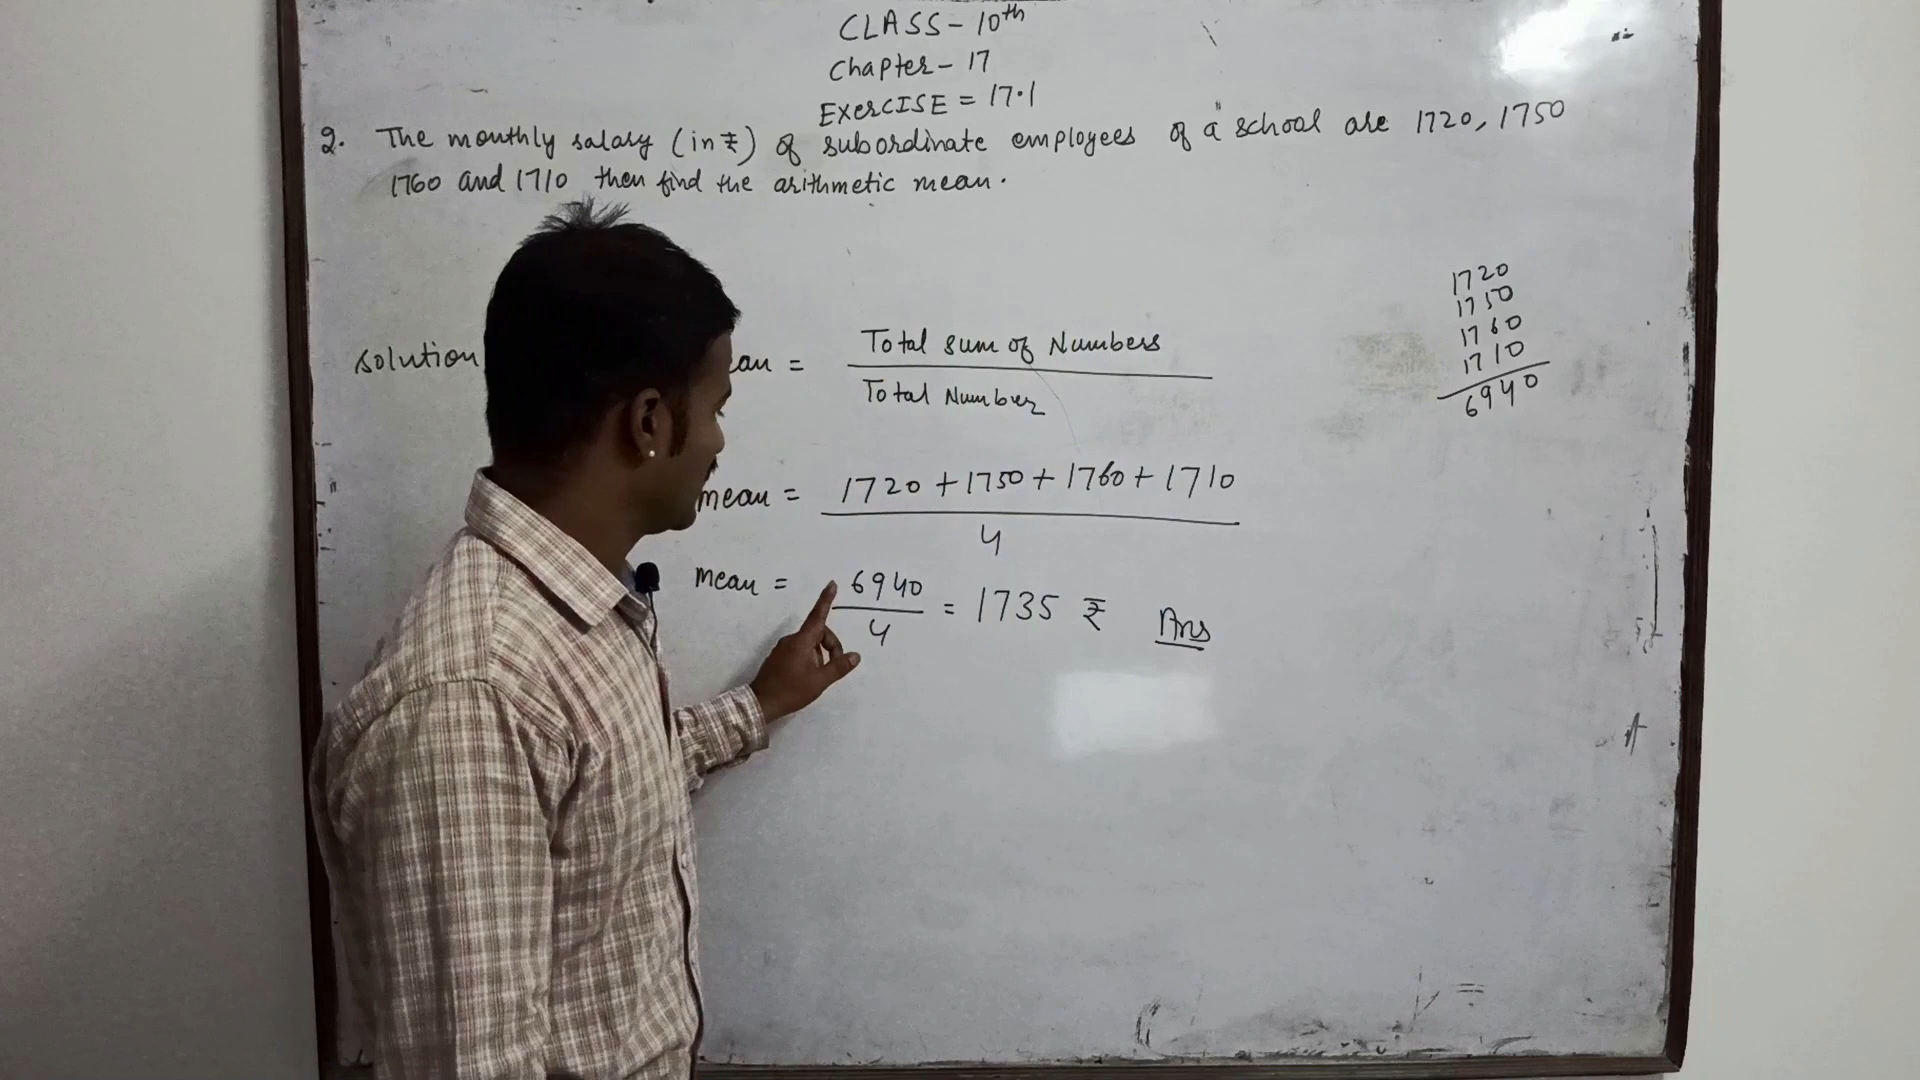 CLASS - 10th
Chapter - 17
EXERCISE = 17.1
2. The monthly salary (in ₹) of subordinate employees of a school are 1720, 1750
1760 and 1710 then find the arithmetic mean.
solution
= Total sum of Numbers
Total Number
mean = 1720 + 1750 + 1760 + 1710
4
mean = 6940
4
= 1735 ₹ Ans
1720
1750
1760
1710
6940